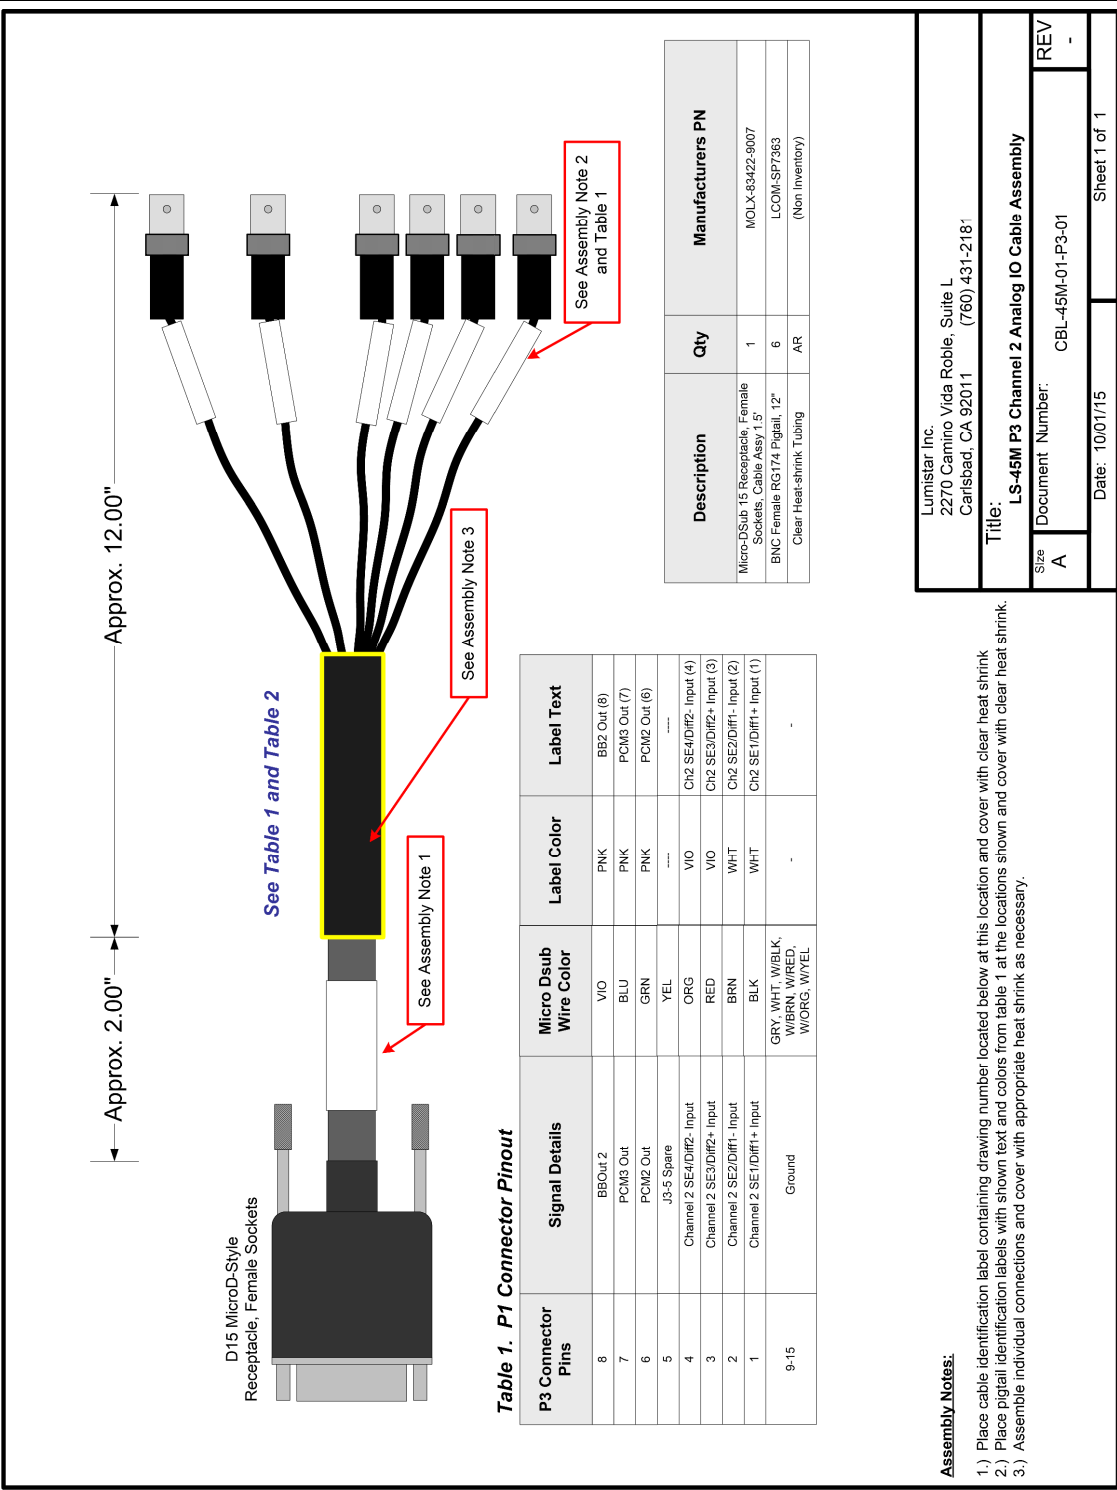 Approx. 2.00"
Approx. 12.00"
D15 MicroD-Style
Receptacle, Female Sockets
See Table 1 and Table 2
See Assembly Note 1
See Assembly Note 3
See Assembly Note 2
and Table 1
Table 1.  P1 Connector Pinout
P3 Connector Pins | Signal Details | Micro Dsub Wire Color | Label Color | Label Text
8 | BBOut 2 | VIO | PNK | BB2 Out (8)
7 | PCM3 Out | BLU | PNK | PCM3 Out (7)
6 | PCM2 Out | GRN | PNK | PCM2 Out (6)
5 | J3-5 Spare | YEL | ---- | ----
4 | Channel 2 SE4/Diff2- Input | ORG | VIO | Ch2 SE4/Diff2- Input (4)
3 | Channel 2 SE3/Diff2+ Input | RED | VIO | Ch2 SE3/Diff2+ Input (3)
2 | Channel 2 SE2/Diff1- Input | BRN | WHT | Ch2 SE2/Diff1- Input (2)
1 | Channel 2 SE1/Diff1+ Input | BLK | WHT | Ch2 SE1/Diff1+ Input (1)
9-15 | Ground | GRY, WHT, W/BLK, W/BRN, W/RED, W/ORG, W/YEL | - | -
Description | Qty | Manufacturers PN
Micro-DSub 15 Receptacle, Female Sockets, Cable Assy 1.5' | 1 | MOLX-83422-9007
BNC Female RG174 Pigtail, 12" | 6 | LCOM-SP7363
Clear Heat-shrink Tubing | AR | (Non Inventory)
Assembly Notes:
1.) Place cable identification label containing drawing number located below at this location and cover with clear heat shrink
2.) Place pigtail identification labels with shown text and colors from table 1 at the locations shown and cover with clear heat shrink.
3.) Assemble individual connections and cover with appropriate heat shrink as necessary.
Lumistar Inc.
2270 Camino Vida Roble, Suite L
Carlsbad, CA 92011 (760) 431-2181
Title:
LS-45M P3 Channel 2 Analog IO Cable Assembly
Size
A
Document Number:
CBL-45M-01-P3-01
REV
-
Date: 10/01/15
Sheet 1 of 1